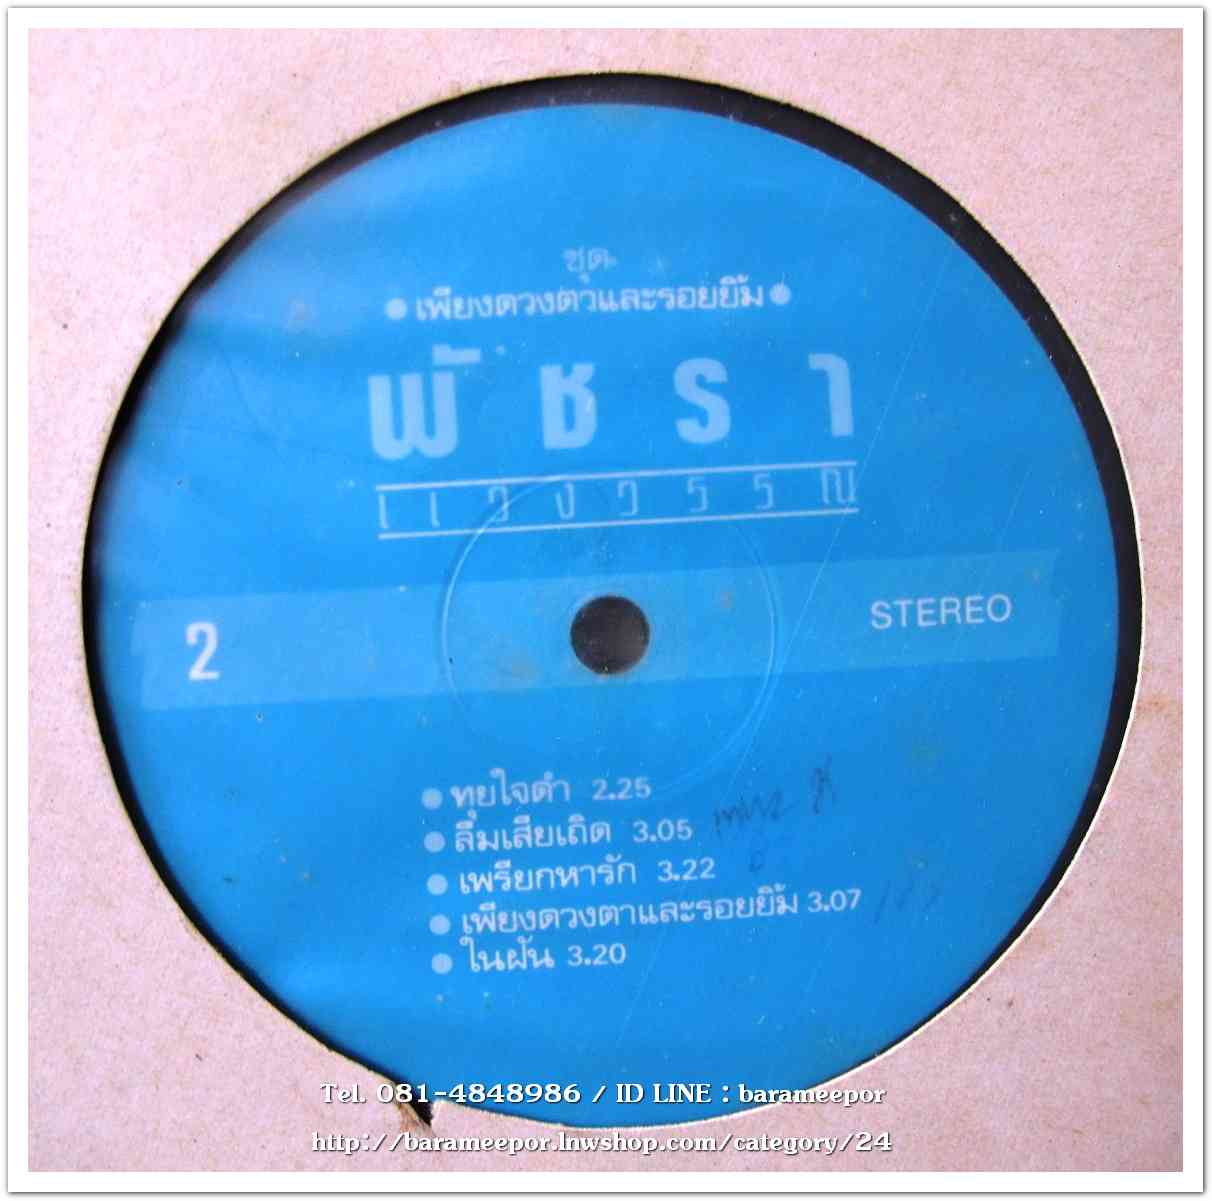 ชุด
เพียงดวงตาและรอยยิ้ม
พัชรา
แวงวรรณ
2
STEREO
ทุยใจดำ 2.25
ลืมเสียเถิด 3.05
เพรียกหารัก 3.22
เพียงดวงตาและรอยยิ้ม 3.07
ในฝัน 3.20
Tel. 081-4848986 / ID LINE : barameepor
http://barameepor.lnwshop.com/category/24